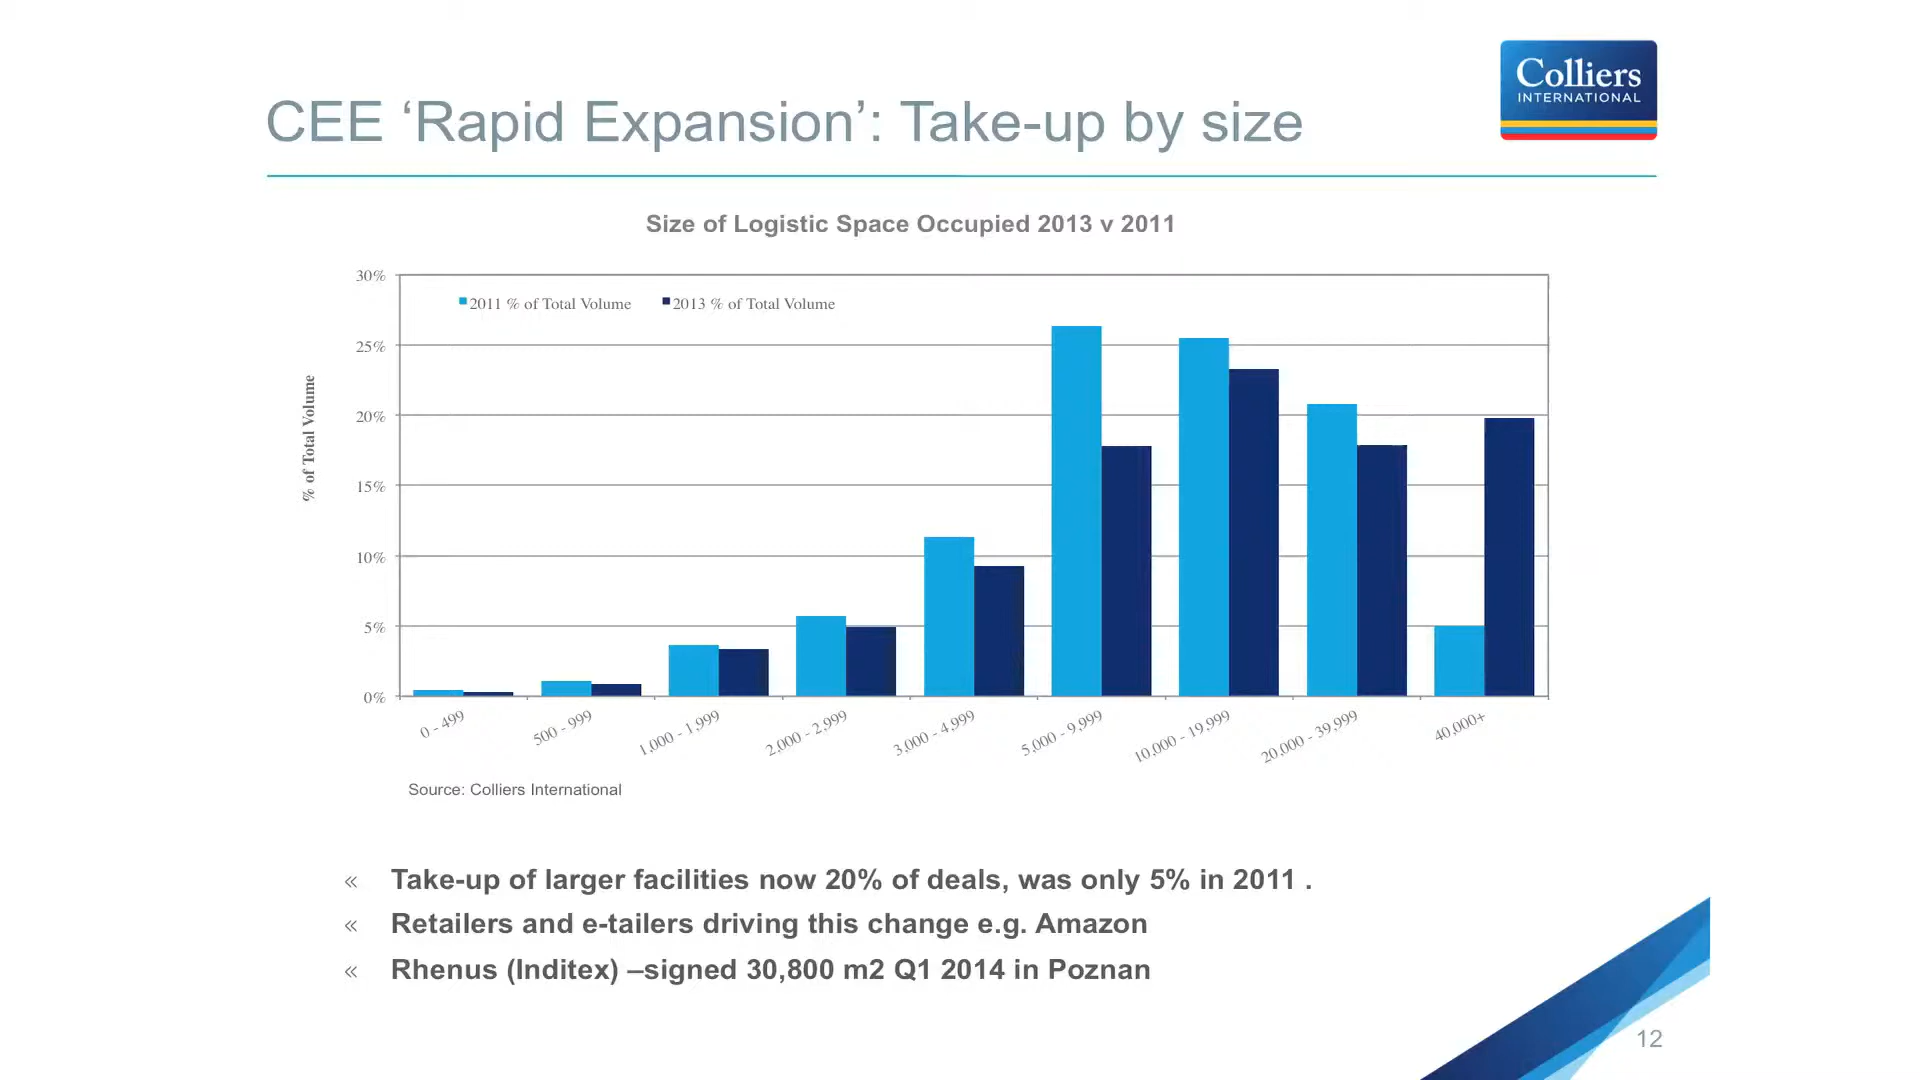 Colliers
INTERNATIONAL
CEE ‘Rapid Expansion’: Take-up by size
Size of Logistic Space Occupied 2013 v 2011
2011 % of Total Volume
2013 % of Total Volume
% of Total Volume
30%
25%
20%
15%
10%
5%
0%
0 - 499
500 - 999
1,000 - 1,999
2,000 - 2,999
3,000 - 4,999
5,000 - 9,999
10,000 - 19,999
20,000 - 39,999
40,000+
Source: Colliers International
« Take-up of larger facilities now 20% of deals, was only 5% in 2011 .
« Retailers and e-tailers driving this change e.g. Amazon
« Rhenus (Inditex) –signed 30,800 m2 Q1 2014 in Poznan
12